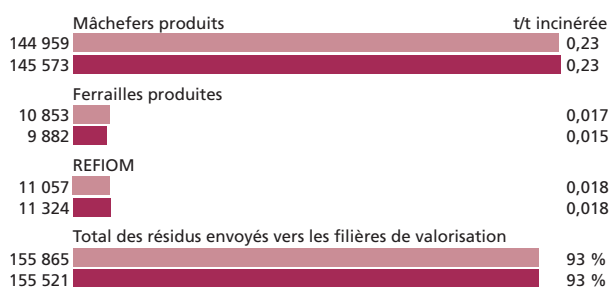 Mâchefers produits t/t incinérée
144 959 0,23
145 573 0,23
Ferrailles produites
10 853 0,017
9 882 0,015
REFIOM
11 057 0,018
11 324 0,018
Total des résidus envoyés vers les filières de valorisation
155 865 93 %
155 521 93 %